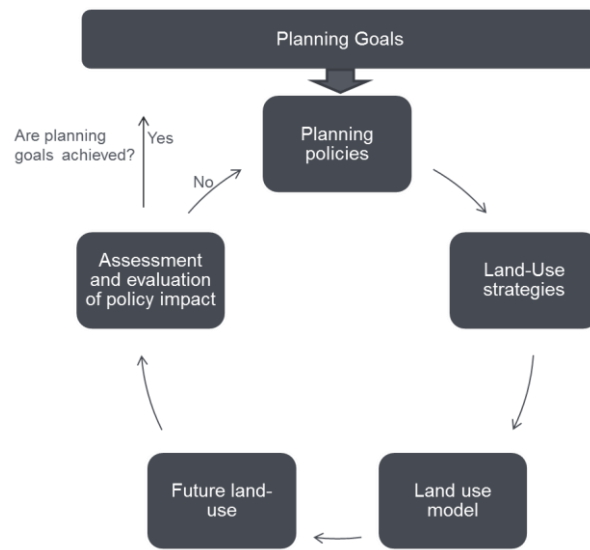 Planning Goals
Planning
policies
Are planning
goals achieved?
Yes
No
Assessment
and evaluation
of policy impact
Land-Use
strategies
Future land-
use
Land use
model